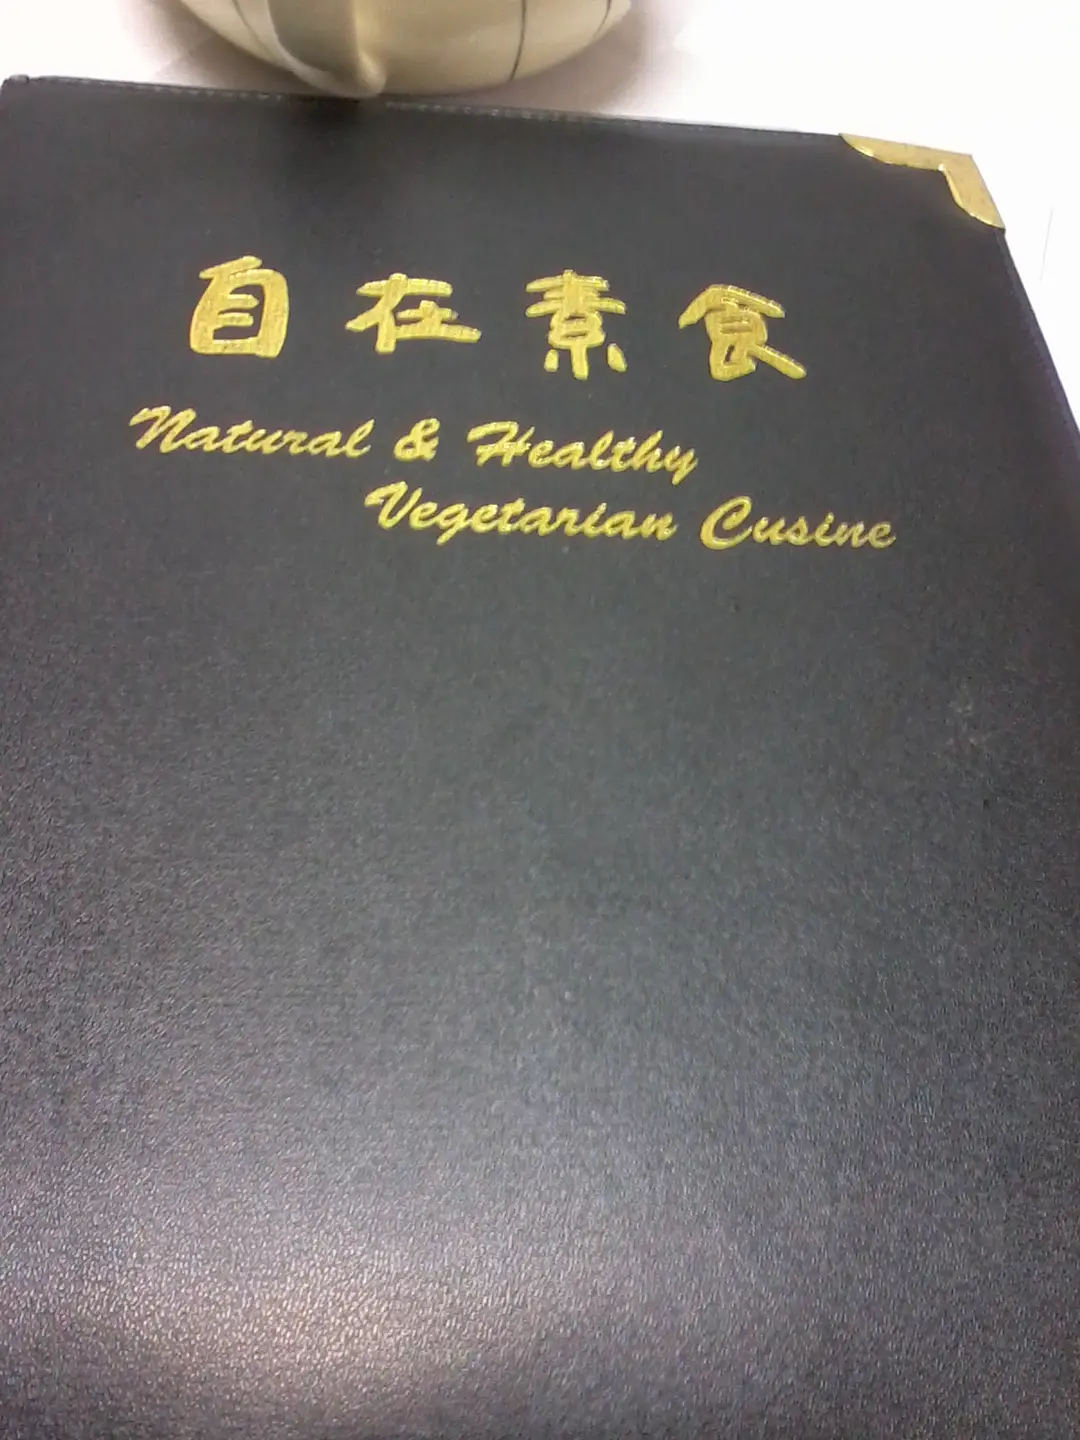 自在素食
Natural & Healthy
Vegetarian Cusine